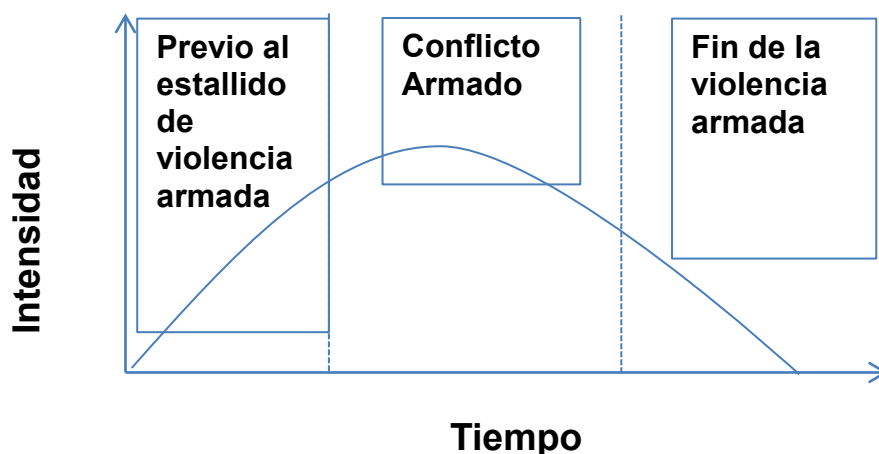 Previo al
estallido
de
violencia
armada
Conflicto
Armado
Fin de la
violencia
armada
Intensidad
Tiempo